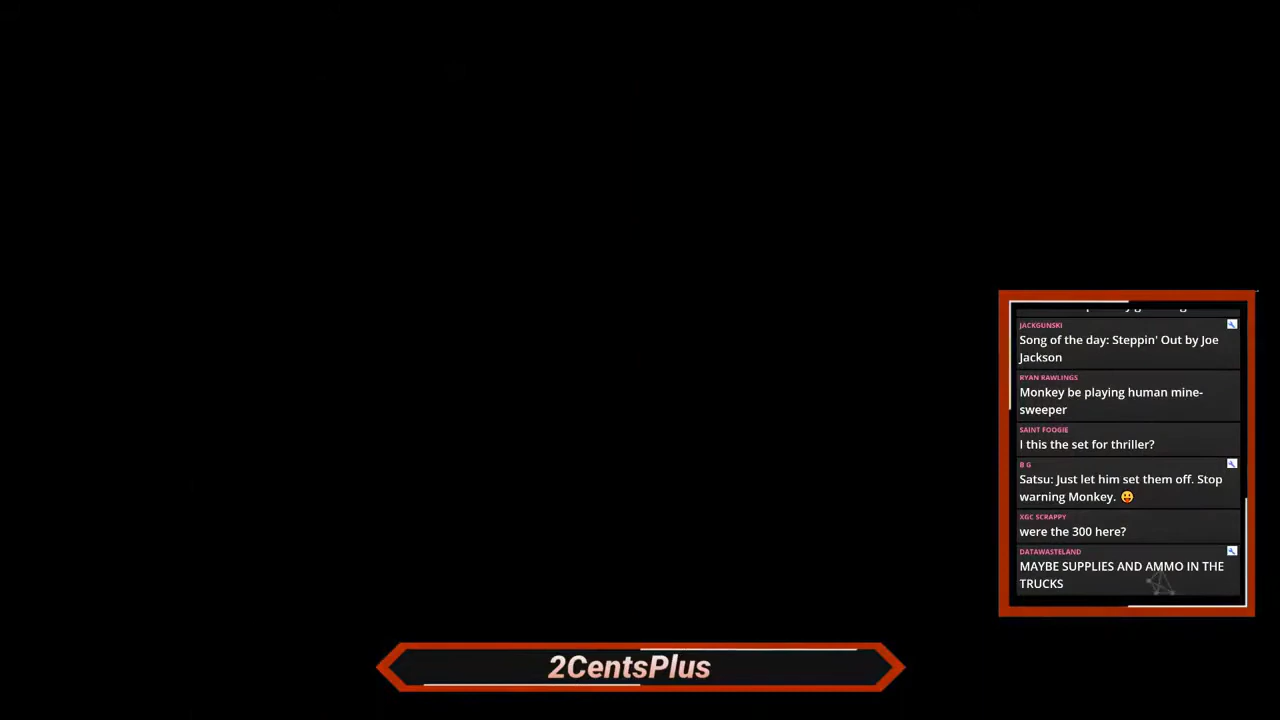 JACKGUNSKI
Song of the day: Steppin' Out by Joe
Jackson
RYAN RAWLINGS
Monkey be playing human mine-
sweeper
SAINT FOOGIE
I this the set for thriller?
B G
Satsu: Just let him set them off. Stop
warning Monkey. 😛
XGC SCRAPPY
were the 300 here?
DATAWASTELAND
MAYBE SUPPLIES AND AMMO IN THE
TRUCKS
2CentsPlus